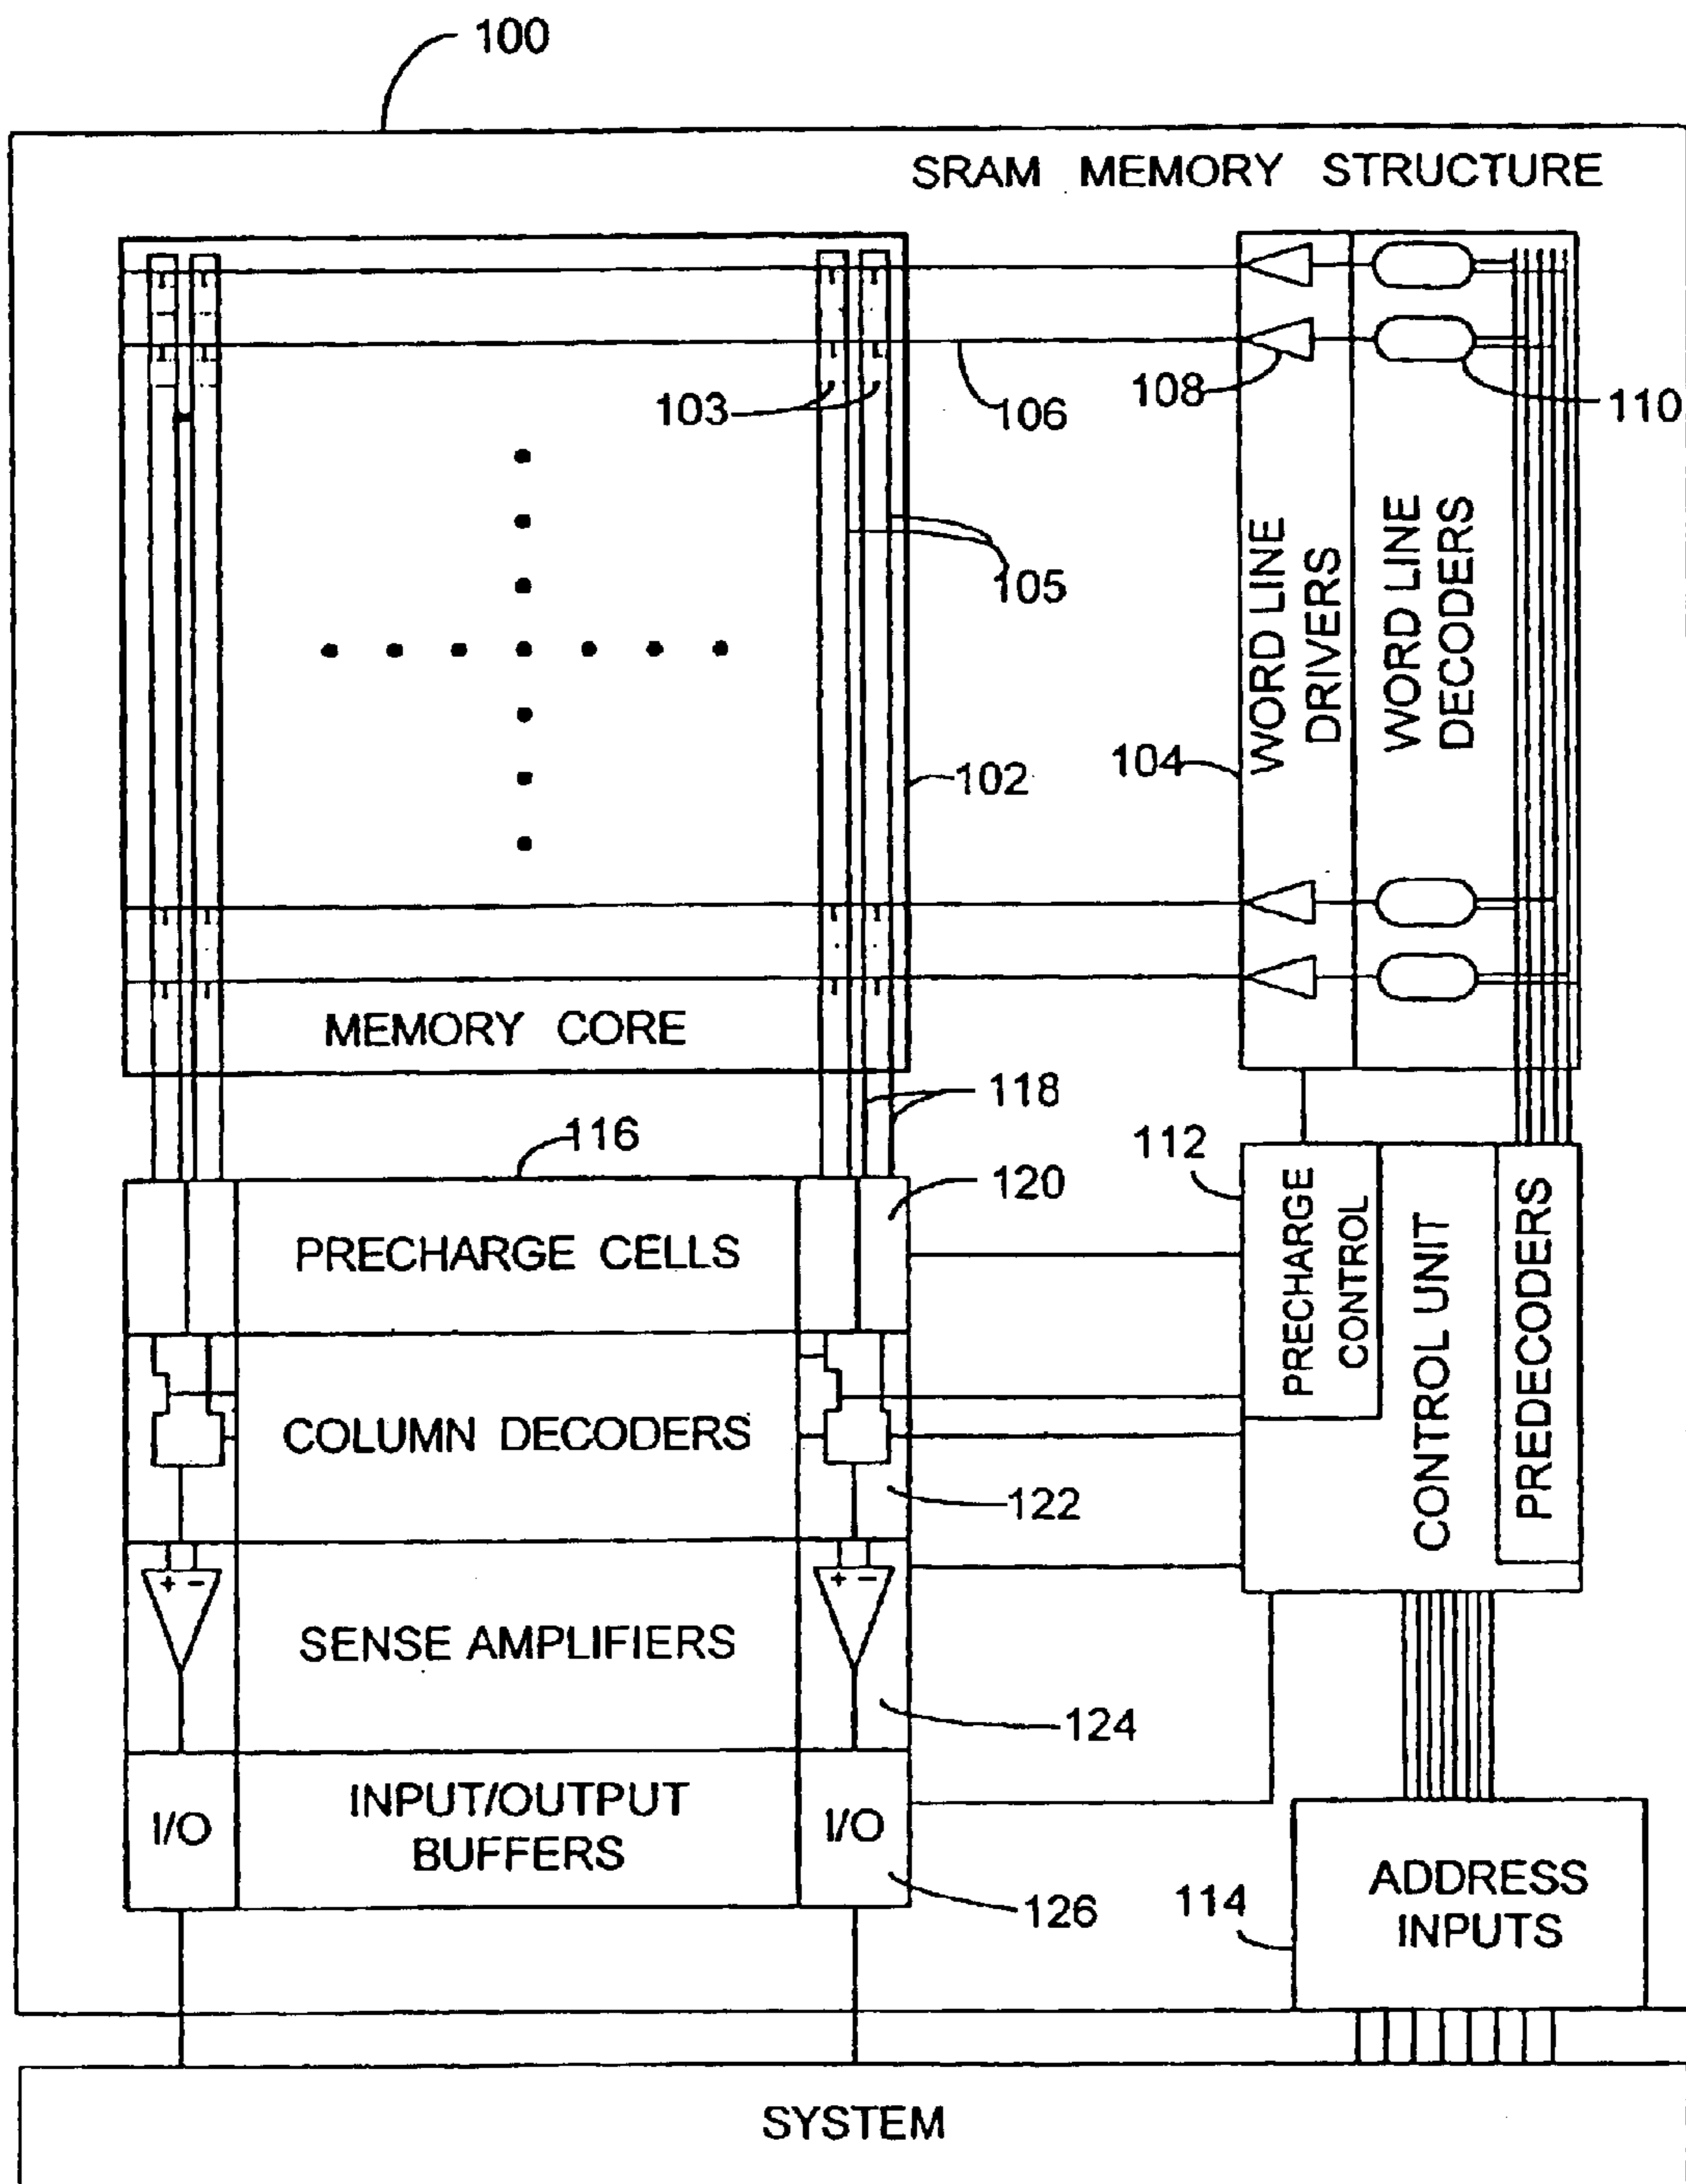 100
SRAM MEMORY STRUCTURE
103
106
108
110
105
WORD LINE
DRIVERS
WORD LINE
DECODERS
102
104
MEMORY CORE
118
116
112
120
PRECHARGE CELLS
PRECHARGE
CONTROL
CONTROL UNIT
PREDECODERS
COLUMN DECODERS
122
+ -
+ -
SENSE AMPLIFIERS
124
I/O
INPUT/OUTPUT
BUFFERS
I/O
126
114
ADDRESS
INPUTS
SYSTEM